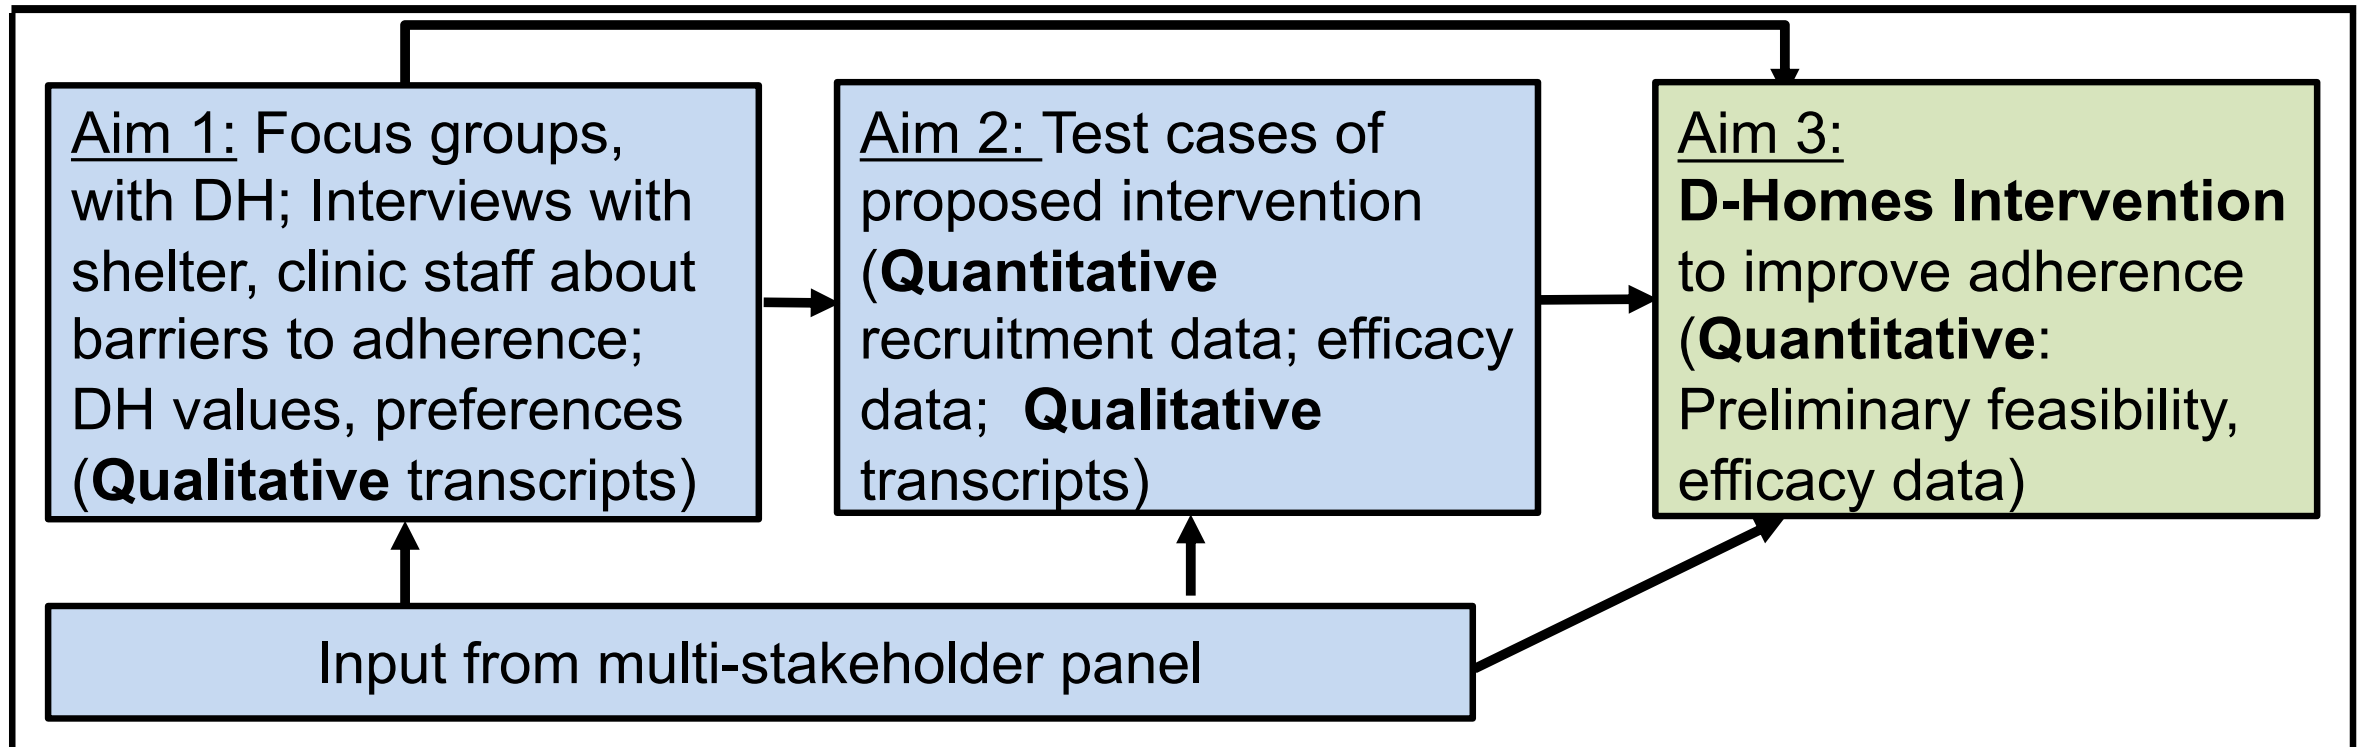 Aim 1: Focus groups,
with DH; Interviews with
shelter, clinic staff about
barriers to adherence;
DH values, preferences
(Qualitative transcripts)
Aim 2: Test cases of
proposed intervention
(Quantitative
recruitment data; efficacy
data;  Qualitative
transcripts)
Aim 3:
D-Homes Intervention
to improve adherence
(Quantitative:
Preliminary feasibility,
efficacy data)
Input from multi-stakeholder panel